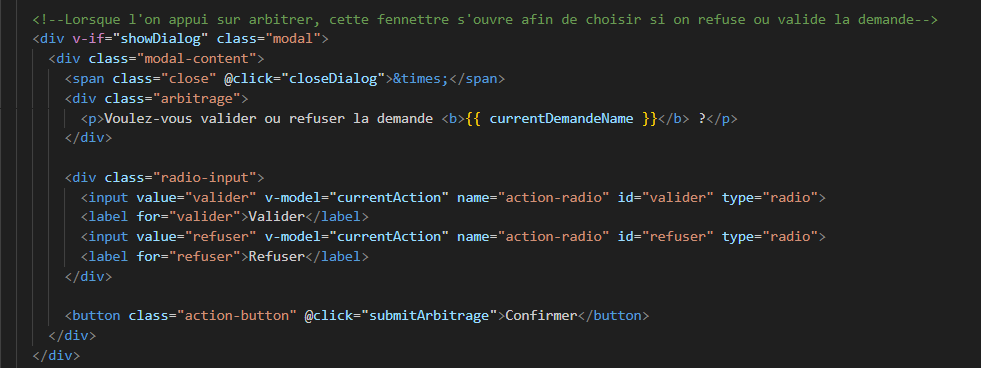 <!--Lorsque l'on appui sur arbitrer, cette fennettre s'ouvre afin de choisir si on refuse ou valide la demande-->
<div v-if="showDialog" class="modal">
<div class="modal-content">
<span class="close" @click="closeDialog">&times;</span>
<div class="arbitrage">
<p>Voulez-vous valider ou refuser la demande <b>{{ currentDemandeName }}</b> ?</p>
</div>
<div class="radio-input">
<input value="valider" v-model="currentAction" name="action-radio" id="valider" type="radio">
<label for="valider">Valider</label>
<input value="refuser" v-model="currentAction" name="action-radio" id="refuser" type="radio">
<label for="refuser">Refuser</label>
</div>
<button class="action-button" @click="submitArbitrage">Confirmer</button>
</div>
</div>